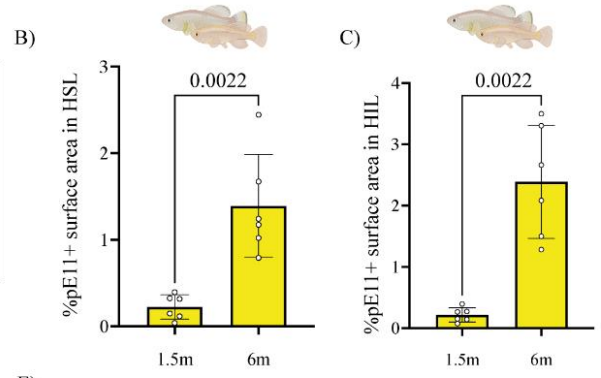 B)
%pE11+ surface area in HSL
3
2
1
0
0.0022
1.5m
6m
C)
%pE11+ surface area in HIL
4
3
2
1
0
0.0022
1.5m
6m